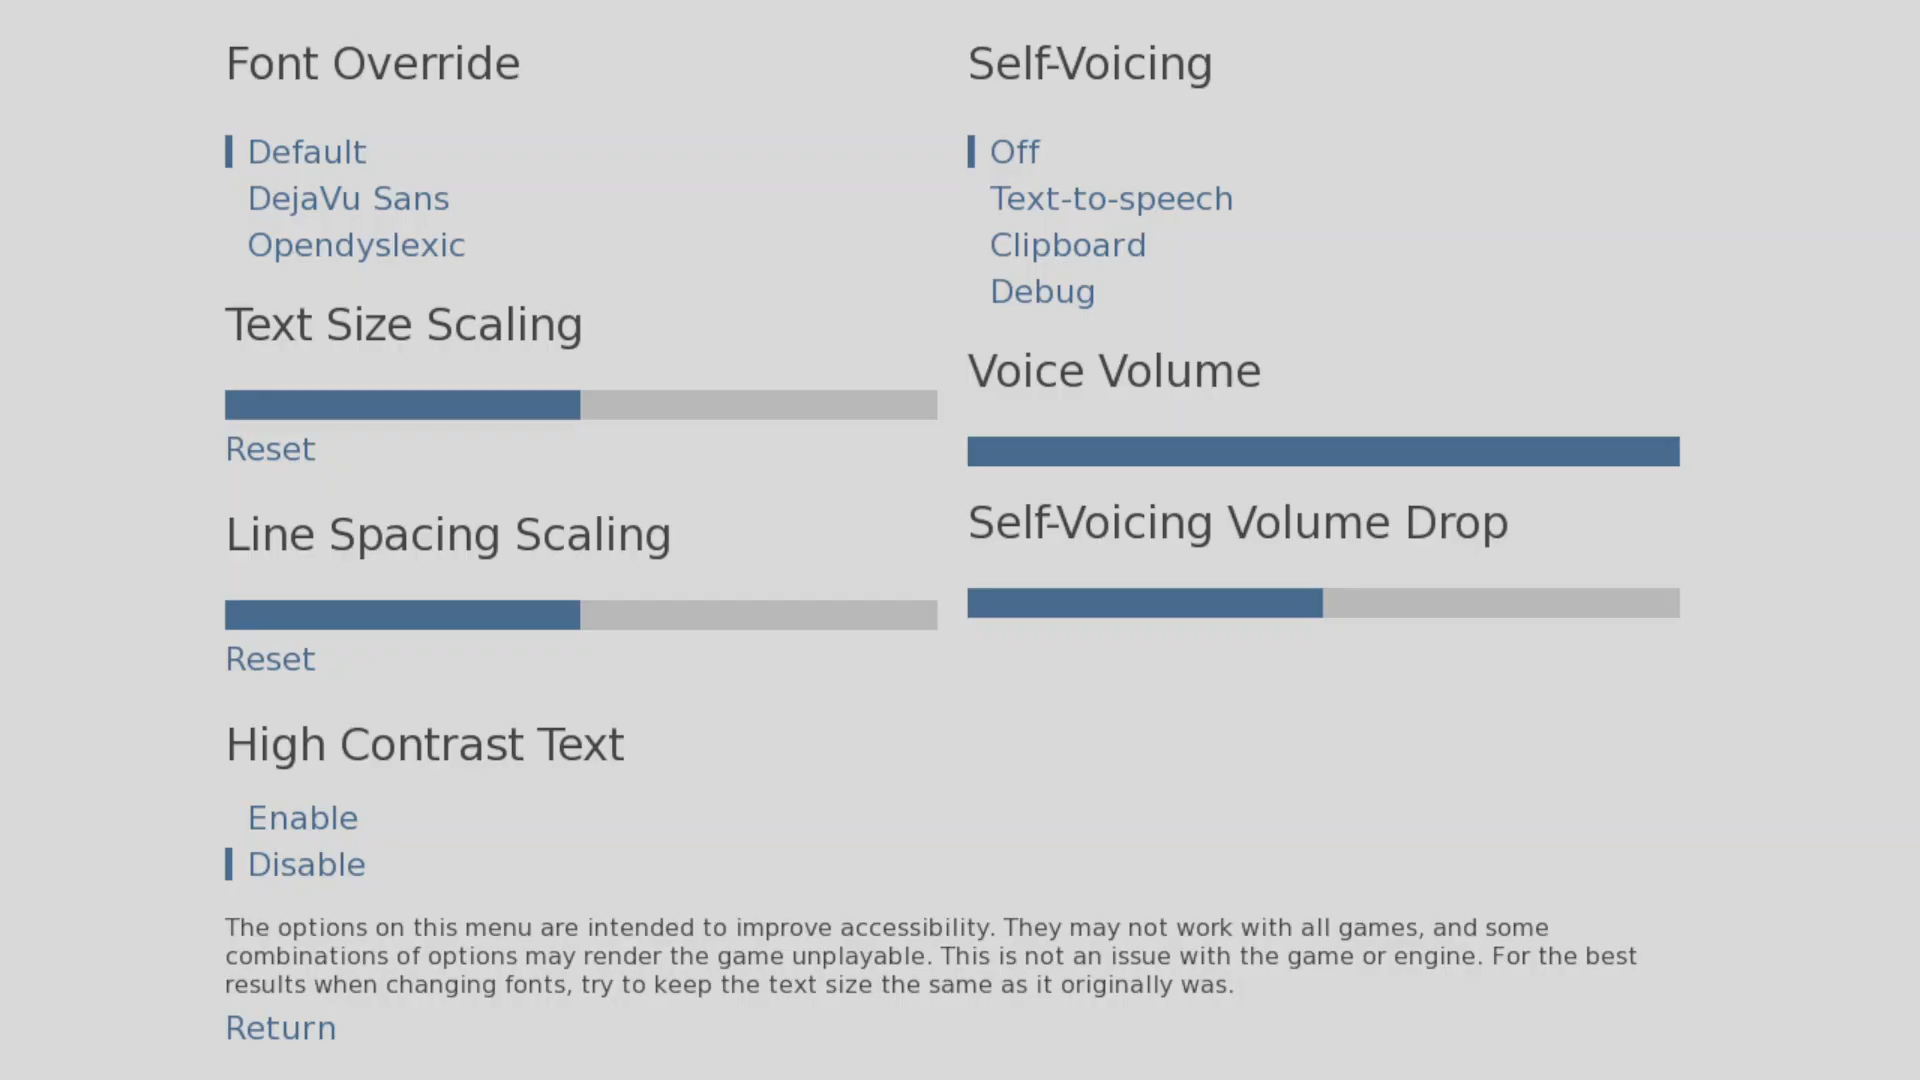 Font Override
Default
DejaVu Sans
Opendyslexic
Text Size Scaling
Reset
Line Spacing Scaling
Reset
High Contrast Text
Enable
Disable
Self-Voicing
Off
Text-to-speech
Clipboard
Debug
Voice Volume
Self-Voicing Volume Drop
The options on this menu are intended to improve accessibility. They may not work with all games, and some
combinations of options may render the game unplayable. This is not an issue with the game or engine. For the best
results when changing fonts, try to keep the text size the same as it originally was.
Return